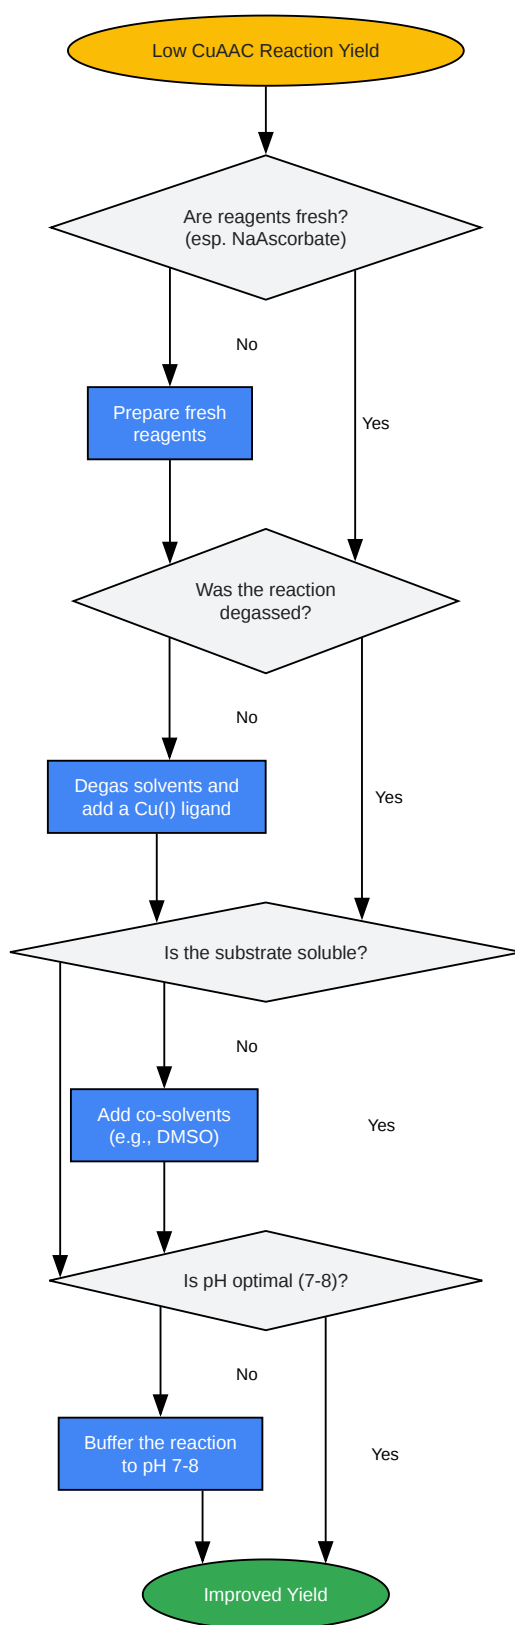 Low CuAAC Reaction Yield
Are reagents fresh?
(esp. NaAscorbate)
No
Prepare fresh
reagents
Yes
Was the reaction
degassed?
No
Degas solvents and
add a Cu(I) ligand
Yes
Is the substrate soluble?
No
Add co-solvents
(e.g., DMSO)
Yes
Is pH optimal (7-8)?
No
Buffer the reaction
to pH 7-8
Yes
Improved Yield